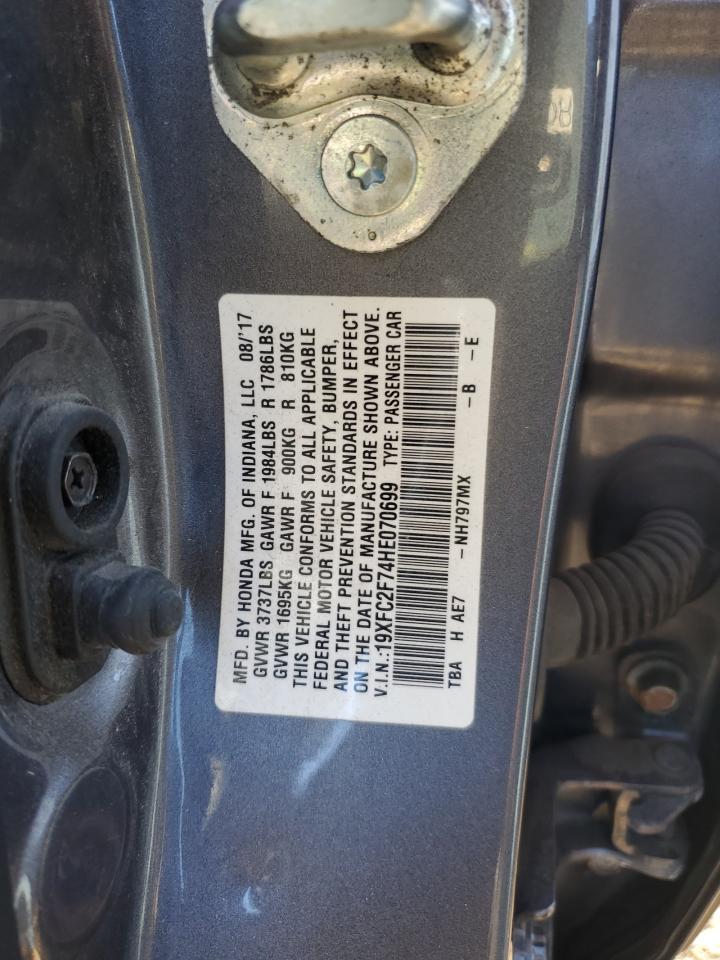 MFD. BY HONDA MFG. OF INDIANA, LLC 08/'17
GVWR 3737LBS GAWR F 1984LBS R 1786LBS
GVWR 1695KG GAWR F 900KG R 810KG
THIS VEHICLE CONFORMS TO ALL APPLICABLE
FEDERAL MOTOR VEHICLE SAFETY, BUMPER,
AND THEFT PREVENTION STANDARDS IN EFFECT
ON THE DATE OF MANUFACTURE SHOWN ABOVE.
V.I.N.:19XFC2F74HE070699 TYPE: PASSENGER CAR
TBA H AE7 -NH797MX -B -E